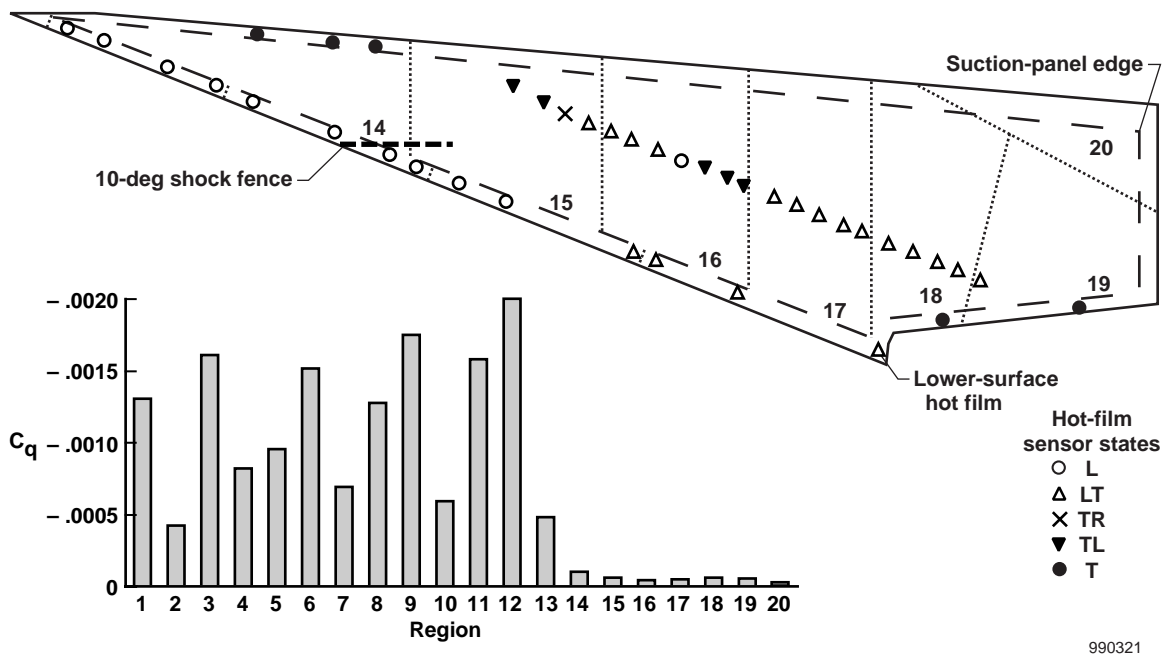 Suction-panel edge
14
20
10-deg shock fence
15
16
17
18
19
Lower-surface
hot film
Hot-film
sensor states
L
LT
TR
TL
T
– .0020
– .0015
– .0010
– .0005
0
Cq
1 2 3 4 5 6 7 8 9 10 11 12 13 14 15 16 17 18 19 20
Region
990321